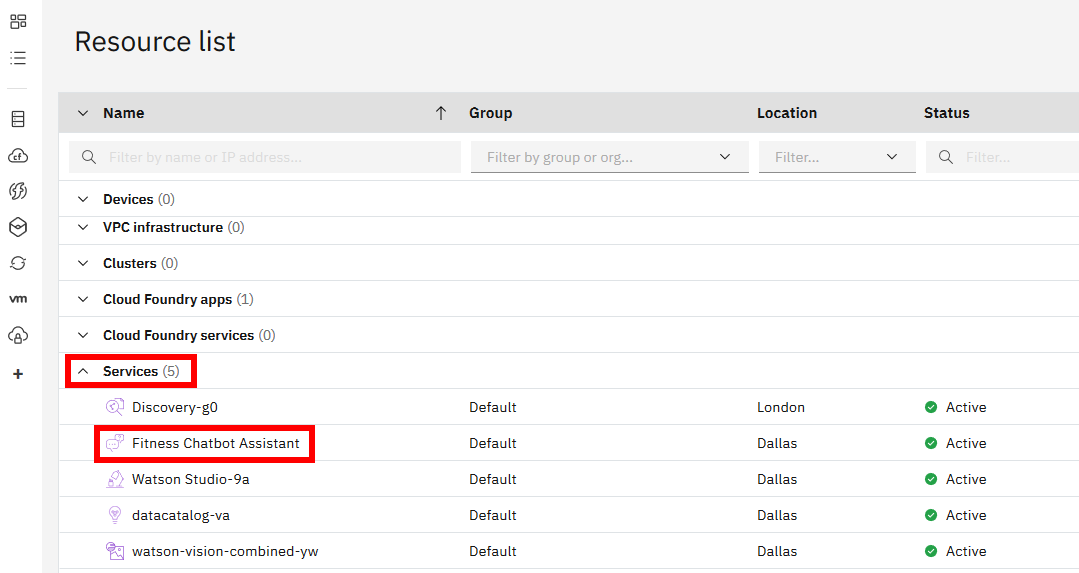 Resource list
Name Group Location Status
Filter by name or IP address... Filter by group or org... Filter... Filter...
Devices (0)
VPC infrastructure (0)
Clusters (0)
Cloud Foundry apps (1)
Cloud Foundry services (0)
Services (5)
Discovery-g0 Default London Active
Fitness Chatbot Assistant Default Dallas Active
Watson Studio-9a Default Dallas Active
datacatalog-va Default Dallas Active
watson-vision-combined-yw Default Dallas Active
cf
vm